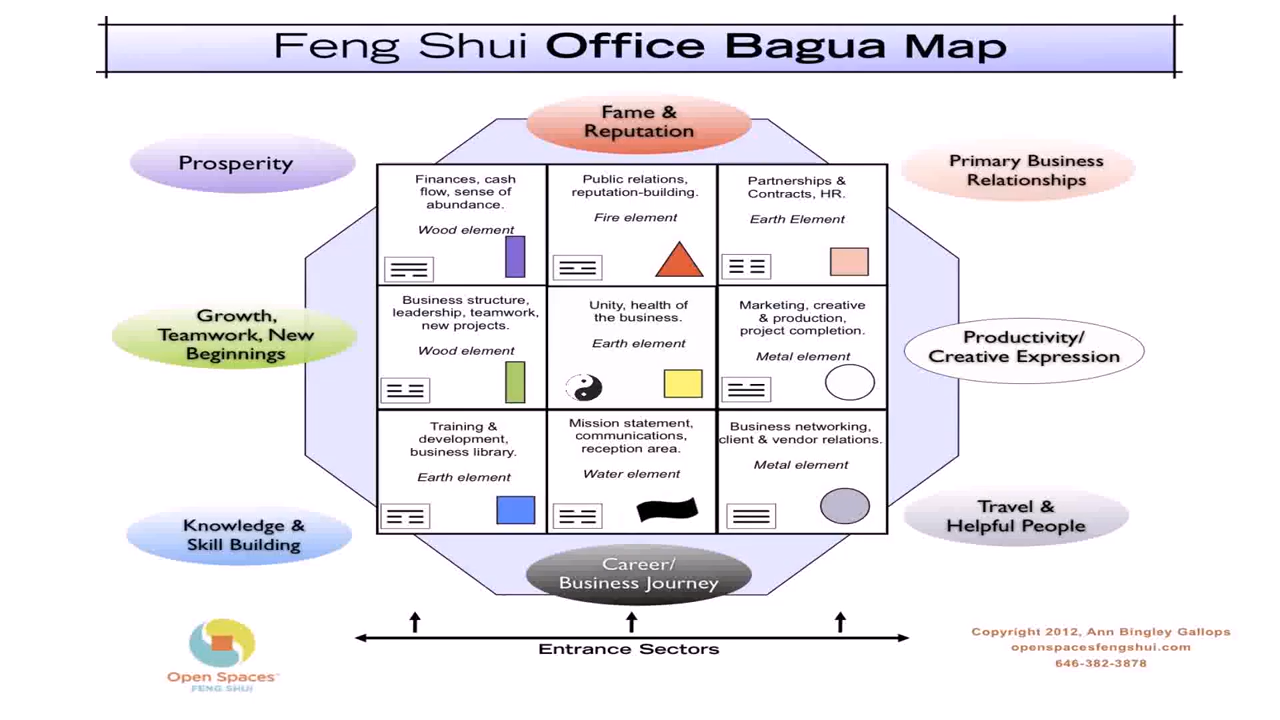 Feng Shui Office Bagua Map
Fame &
Reputation
Prosperity
Primary Business
Relationships
Finances, cash
flow, sense of
abundance.
Wood element
Public relations,
reputation-building.
Fire element
Partnerships &
Contracts, HR.
Earth Element
Growth,
Teamwork, New
Beginnings
Business structure,
leadership, teamwork,
new projects.
Wood element
Unity, health of
the business.
Earth element
Marketing, creative
& production,
project completion.
Metal element
Productivity/
Creative Expression
Knowledge &
Skill Building
Training &
development,
business library.
Earth element
Mission statement,
communications,
reception area.
Water element
Business networking,
client & vendor relations.
Metal element
Travel &
Helpful People
Career/
Business Journey
Entrance Sectors
Open Spaces
FENG SHUI
Copyright 2012, Ann Bingley Gallops
openspacesfengshui.com
646-382-3878